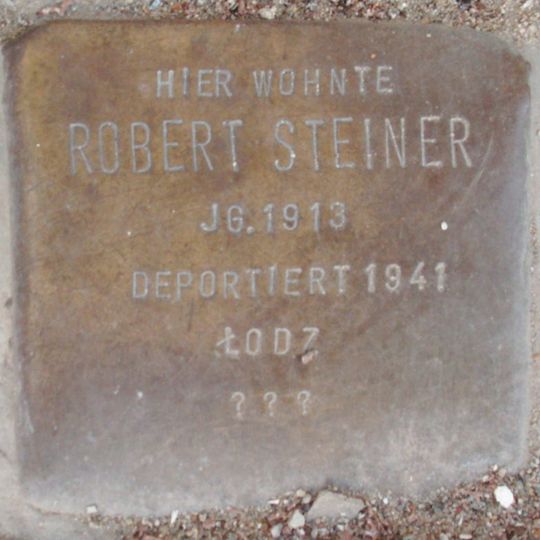 HIER WOHNTE
ROBERT STEINER
JG. 1913
DEPORTIERT 1941
ŁODZ
? ? ?